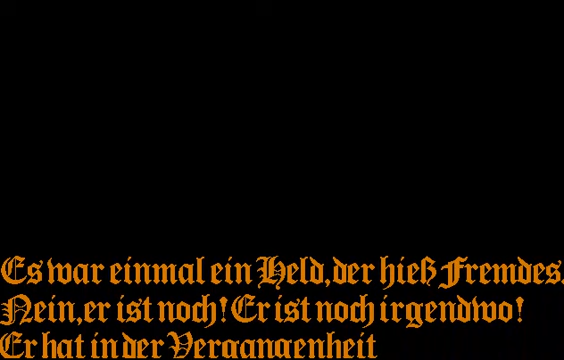 Es war einmal ein Held, der hieß Fremdes.
Nein, er ist noch! Er ist noch irgendwo!
Er hat in der Vergangenheit